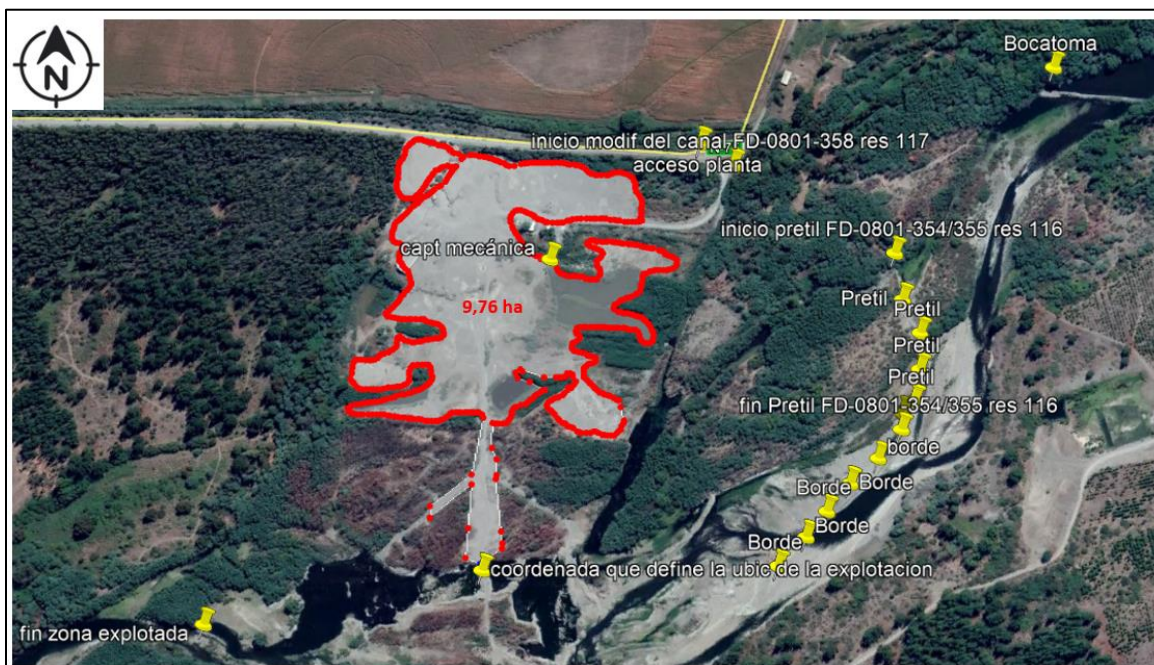 N
Bocatoma
inicio modif del canal FD-0801-358 res 117
acceso planta
inicio pretil FD-0801-354/355 res 116
capt mecánica
Pretil
Pretil
9,76 ha
Pretil
Pretil
fin Pretil FD-0801-354/355 res 116
borde
Borde
Borde
Borde
Borde
coordenada que define la ubic de la explotacion
fin zona explotada